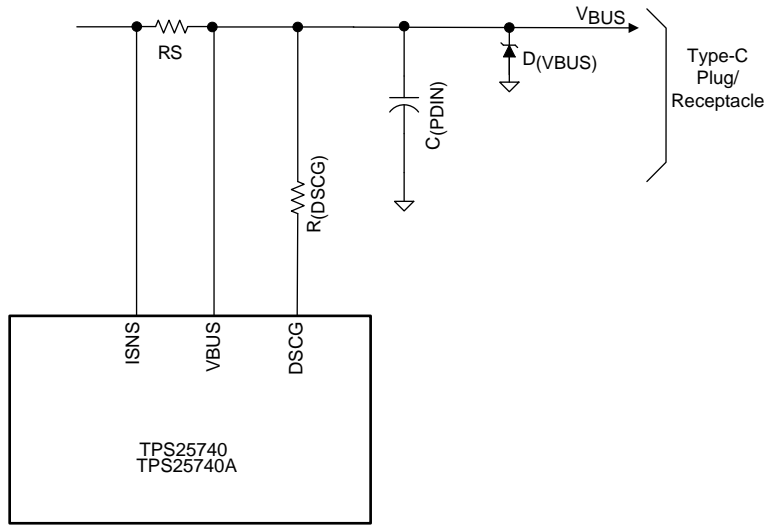 VBUS
RS
D(VBUS)
Type-C
Plug/
Receptacle
C(PDIN)
R(DSCG)
ISNS
VBUS
DSCG
TPS25740
TPS25740A